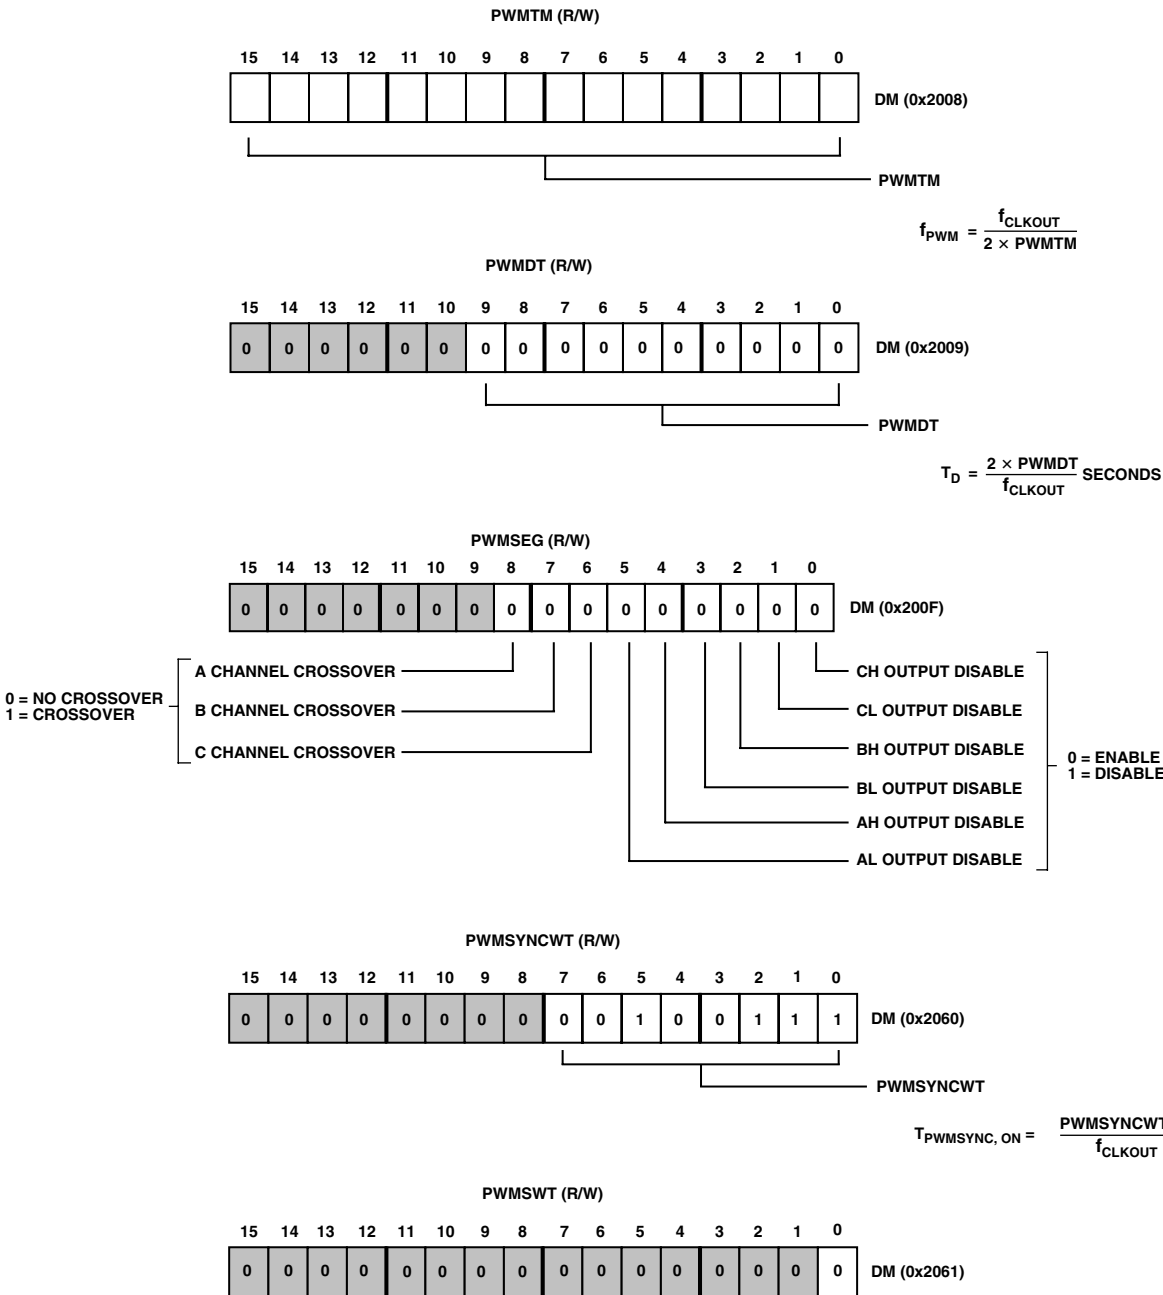 PWMTM (R/W)
15 14 13 12 11 10 9 8 7 6 5 4 3 2 1 0
DM (0x2008)
PWMTM
f_PWM = f_CLKOUT / 2 × PWMTM
PWMDT (R/W)
15 14 13 12 11 10 9 8 7 6 5 4 3 2 1 0
0 0 0 0 0 0 0 0 0 0 0 0 0 0 0 0 DM (0x2009)
PWMDT
T_D = 2 × PWMDT / f_CLKOUT SECONDS
PWMSEG (R/W)
15 14 13 12 11 10 9 8 7 6 5 4 3 2 1 0
0 0 0 0 0 0 0 0 0 0 0 0 0 0 0 0 DM (0x200F)
0 = NO CROSSOVER
1 = CROSSOVER
A CHANNEL CROSSOVER
B CHANNEL CROSSOVER
C CHANNEL CROSSOVER
CH OUTPUT DISABLE
CL OUTPUT DISABLE
BH OUTPUT DISABLE
BL OUTPUT DISABLE
AH OUTPUT DISABLE
AL OUTPUT DISABLE
0 = ENABLE
1 = DISABLE
PWMSYNCWT (R/W)
15 14 13 12 11 10 9 8 7 6 5 4 3 2 1 0
0 0 0 0 0 0 0 0 0 0 1 0 0 1 1 1 DM (0x2060)
PWMSYNCWT
T_PWMSYNC, ON = PWMSYNCWT / f_CLKOUT
PWMSWT (R/W)
15 14 13 12 11 10 9 8 7 6 5 4 3 2 1 0
0 0 0 0 0 0 0 0 0 0 0 0 0 0 0 0 DM (0x2061)